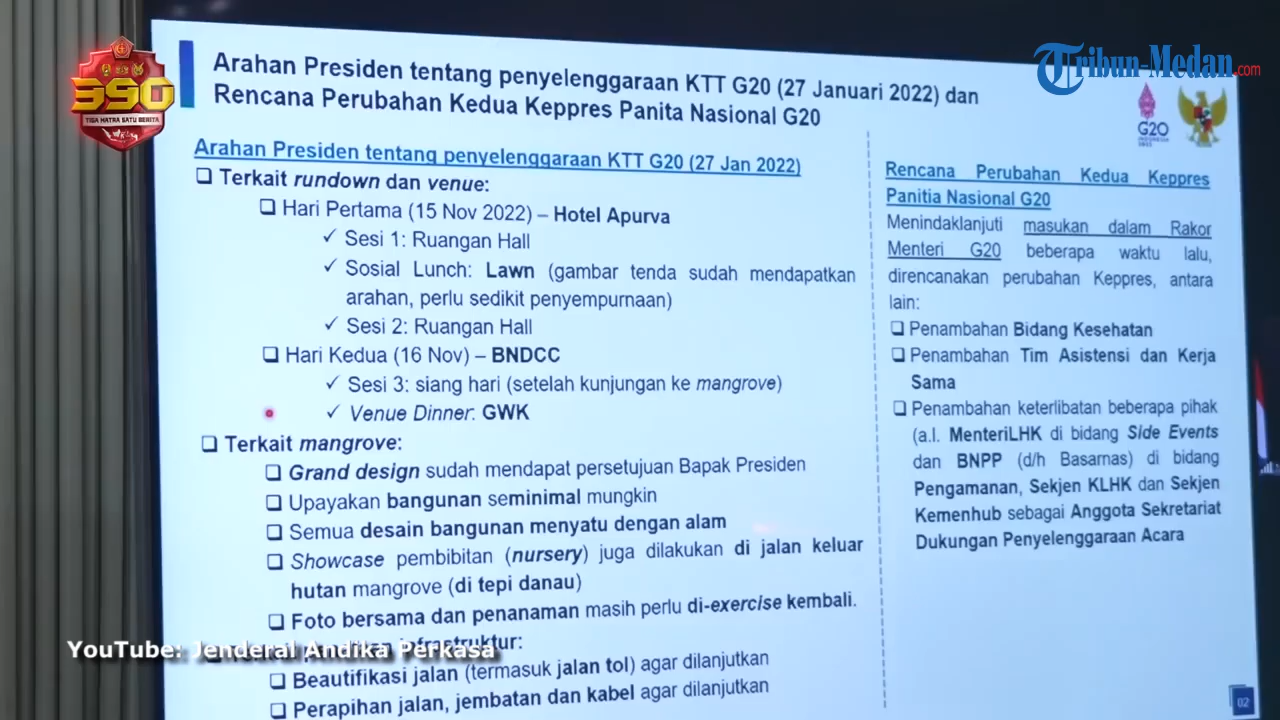 390
TIGA MATRA SATU BERITA
Tribun-Medan.com
Arahan Presiden tentang penyelenggaraan KTT G20 (27 Januari 2022) dan
Rencana Perubahan Kedua Keppres Panita Nasional G20
G20
INDONESIA
2022
Arahan Presiden tentang penyelenggaraan KTT G20 (27 Jan 2022)
❑ Terkait rundown dan venue:
❑ Hari Pertama (15 Nov 2022) – Hotel Apurva
✓ Sesi 1: Ruangan Hall
✓ Sosial Lunch: Lawn (gambar tenda sudah mendapatkan
arahan, perlu sedikit penyempurnaan)
✓ Sesi 2: Ruangan Hall
❑ Hari Kedua (16 Nov) – BNDCC
✓ Sesi 3: siang hari (setelah kunjungan ke mangrove)
✓ Venue Dinner: GWK
❑ Terkait mangrove:
❑ Grand design sudah mendapat persetujuan Bapak Presiden
❑ Upayakan bangunan seminimal mungkin
❑ Semua desain bangunan menyatu dengan alam
❑ Showcase pembibitan (nursery) juga dilakukan di jalan keluar
hutan mangrove (di tepi danau)
❑ Foto bersama dan penanaman masih perlu di-exercise kembali.
infrastruktur:
❑ Beautifikasi jalan (termasuk jalan tol) agar dilanjutkan
❑ Perapihan jalan, jembatan dan kabel agar dilanjutkan
Rencana Perubahan Kedua Keppres
Panitia Nasional G20
Menindaklanjuti masukan dalam Rakor
Menteri G20 beberapa waktu lalu,
direncanakan perubahan Keppres, antara
lain:
❑ Penambahan Bidang Kesehatan
❑ Penambahan Tim Asistensi dan Kerja
Sama
❑ Penambahan keterlibatan beberapa pihak
(a.l. MenteriLHK di bidang Side Events
dan BNPP (d/h Basarnas) di bidang
Pengamanan, Sekjen KLHK dan Sekjen
Kemenhub sebagai Anggota Sekretariat
Dukungan Penyelenggaraan Acara
YouTube: Jenderal Andika Perkasa
02